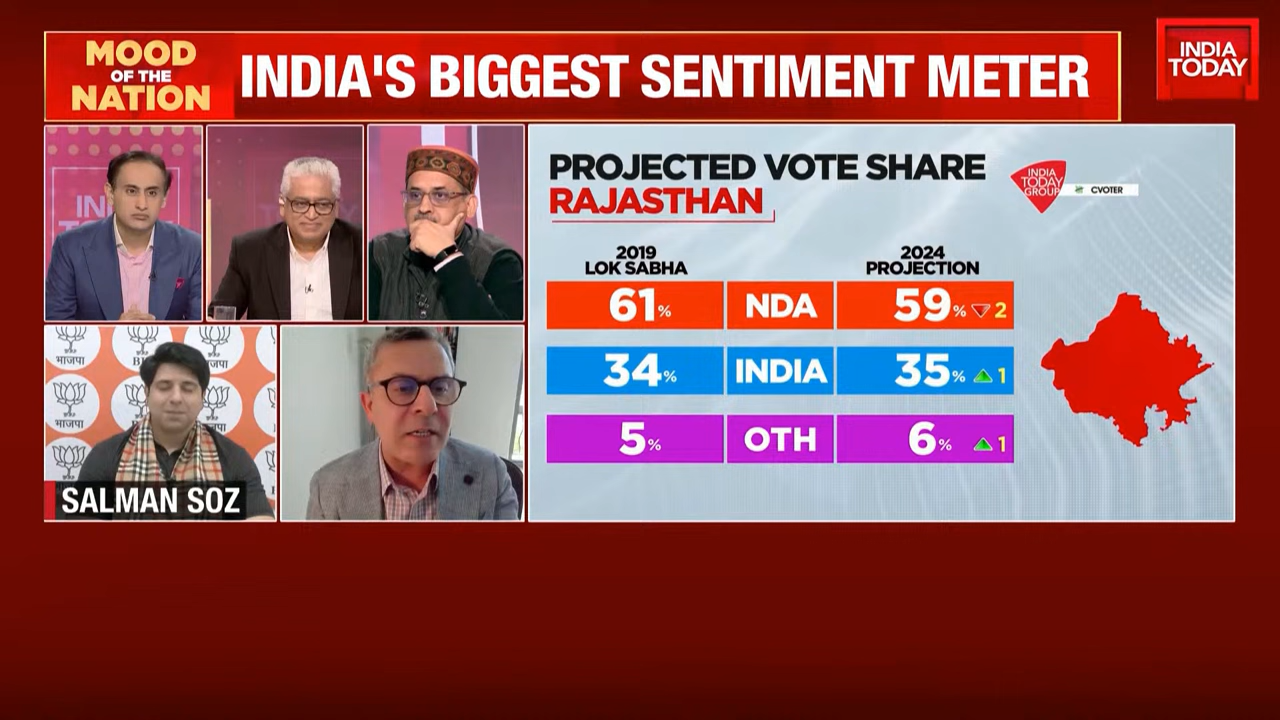 MOOD
OF THE
NATION
INDIA'S BIGGEST SENTIMENT METER
INDIA
TODAY
PROJECTED VOTE SHARE
RAJASTHAN
INDIA
TODAY
GROUP
CVOTER
2019
LOK SABHA
2024
PROJECTION
61% NDA 59% 2
34% INDIA 35% 1
5% OTH 6% 1
भाजपा
भाजपा
भाजपा
SALMAN SOZ